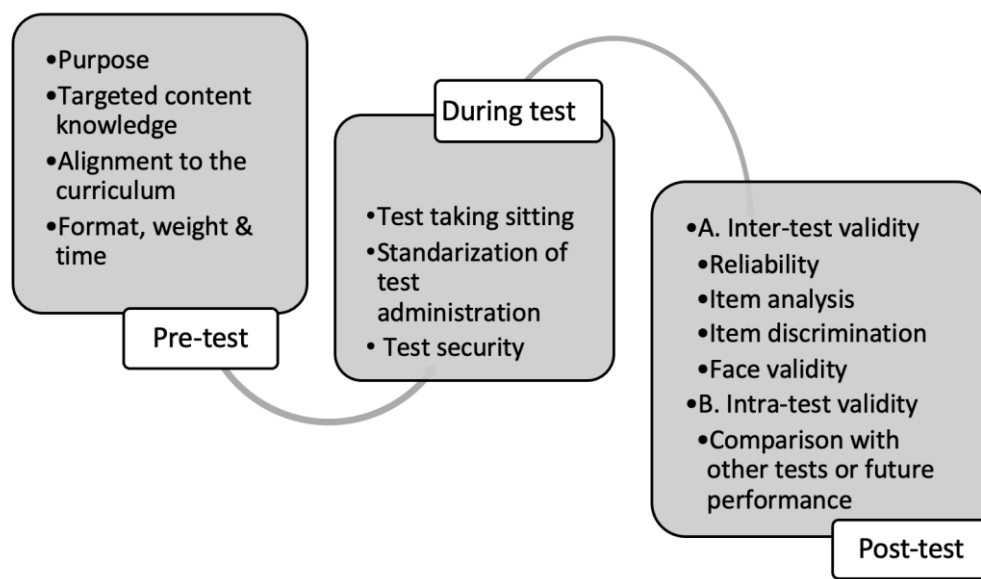 •Purpose
•Targeted content
knowledge
•Alignment to the
curriculum
•Format, weight &
time
Pre-test
During test
•Test taking sitting
•Standarization of
test
administration
• Test security
•A. Inter-test validity
•Reliability
•Item analysis
•Item discrimination
•Face validity
•B. Intra-test validity
•Comparison with
other tests or future
performance
Post-test